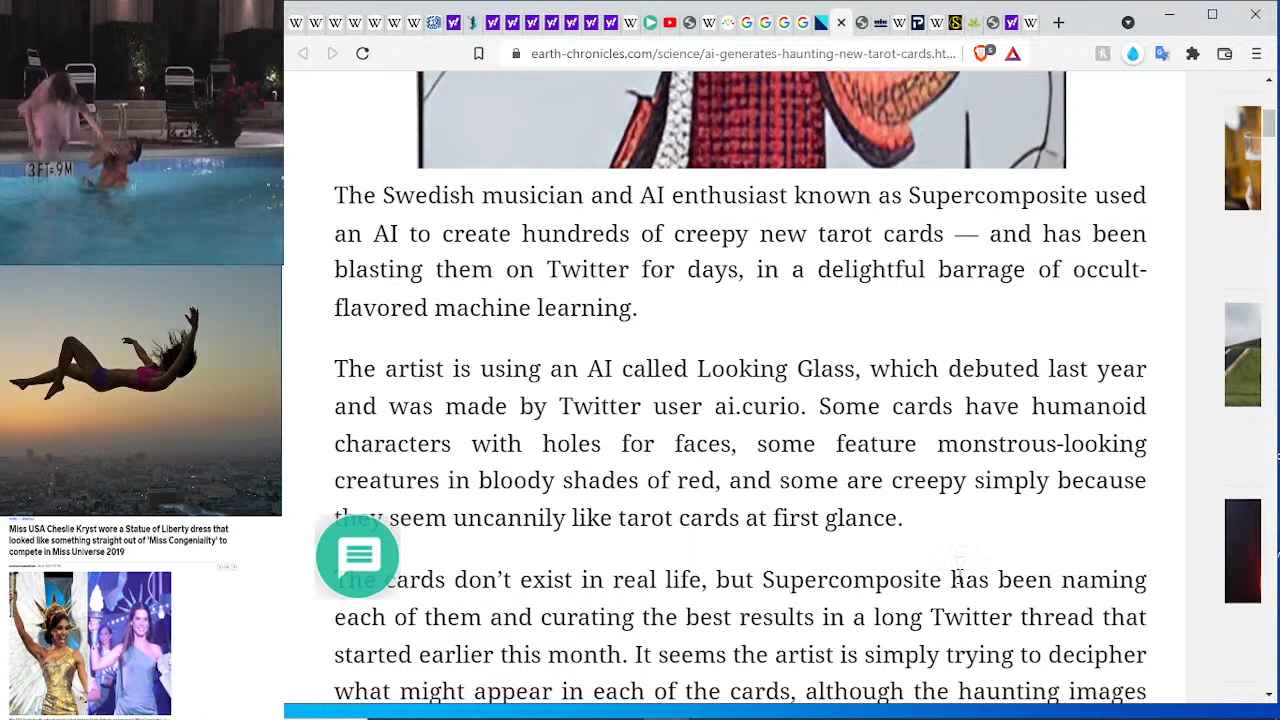 earth-chronicles.com/science/ai-generates-haunting-new-tarot-cards.ht...
3 FT=9M
The Swedish musician and AI enthusiast known as Supercomposite used
an AI to create hundreds of creepy new tarot cards — and has been
blasting them on Twitter for days, in a delightful barrage of occult-
flavored machine learning.
The artist is using an AI called Looking Glass, which debuted last year
and was made by Twitter user ai.curio. Some cards have humanoid
characters with holes for faces, some feature monstrous-looking
creatures in bloody shades of red, and some are creepy simply because
they seem uncannily like tarot cards at first glance.
The cards don’t exist in real life, but Supercomposite has been naming
each of them and curating the best results in a long Twitter thread that
started earlier this month. It seems the artist is simply trying to decipher
what might appear in each of the cards, although the haunting images
Miss USA Cheslie Kryst wore a Statue of Liberty dress that
looked like something straight out of 'Miss Congeniality' to
compete in Miss Universe 2019